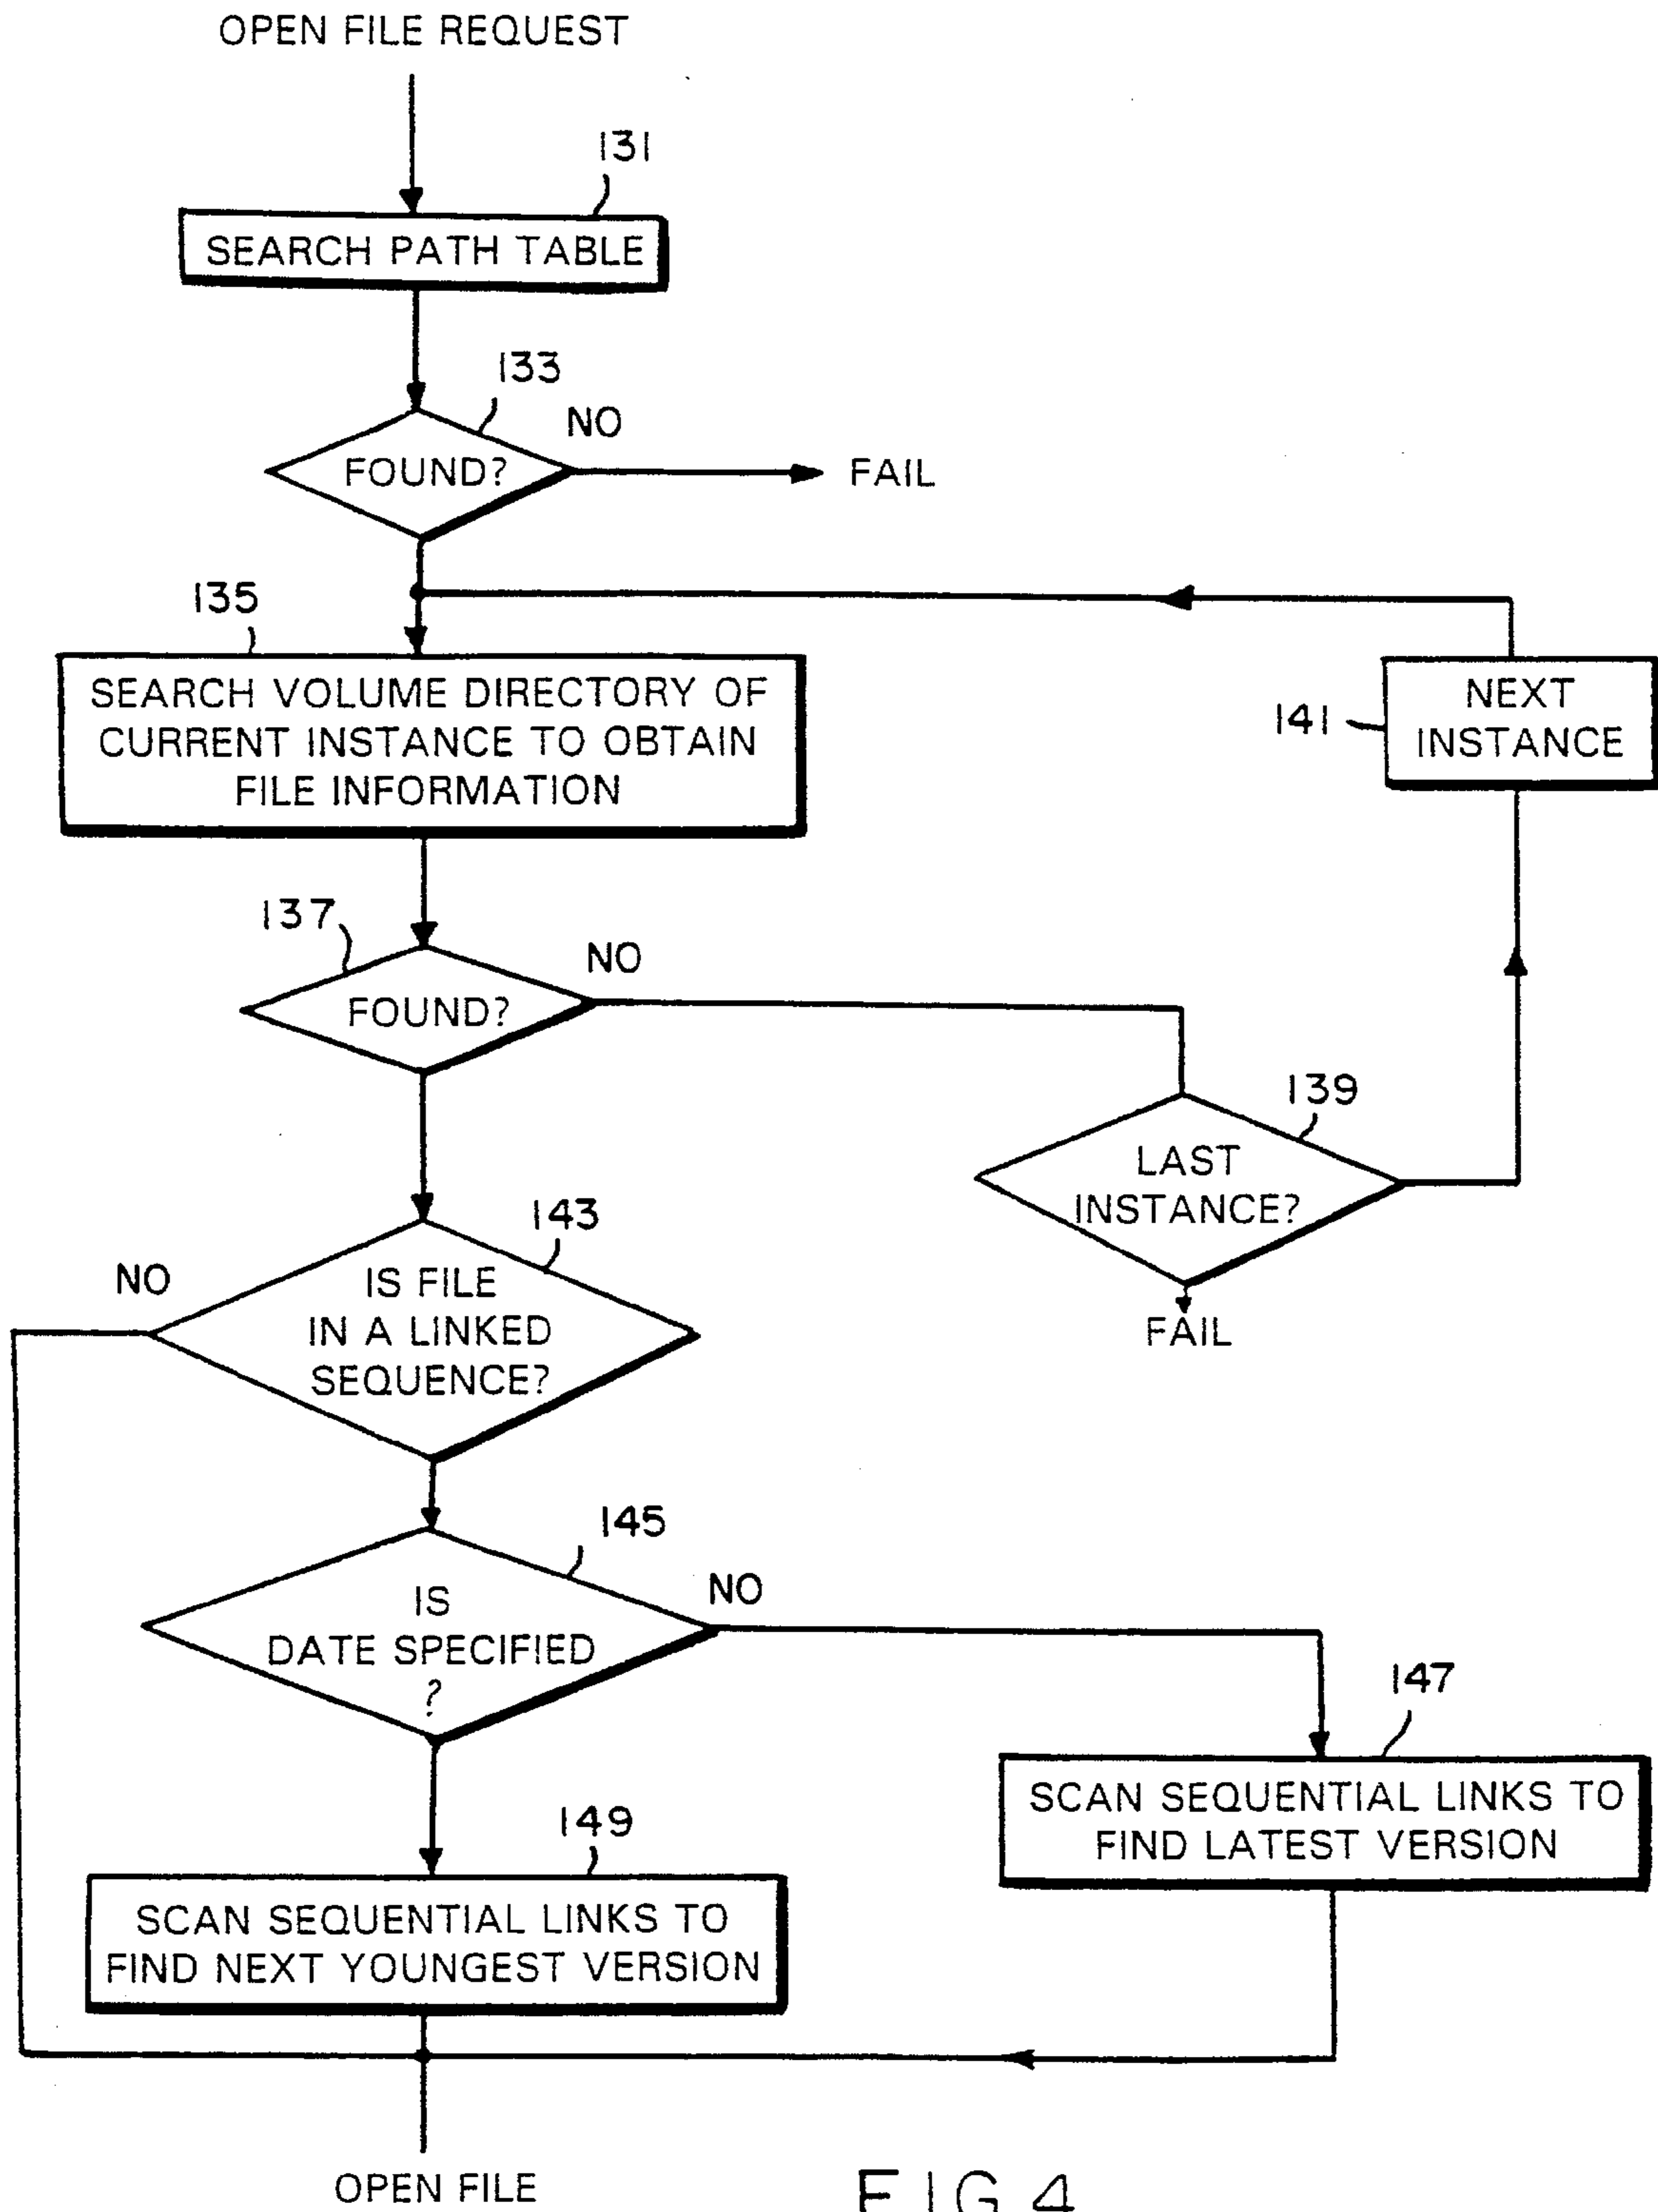 OPEN FILE REQUEST
131
SEARCH PATH TABLE
133
NO
FOUND?
FAIL
135
SEARCH VOLUME DIRECTORY OF
CURRENT INSTANCE TO OBTAIN
FILE INFORMATION
141
NEXT
INSTANCE
137
NO
FOUND?
139
LAST
INSTANCE?
FAIL
143
NO
IS FILE
IN A LINKED
SEQUENCE?
145
NO
IS
DATE SPECIFIED
?
147
SCAN SEQUENTIAL LINKS TO
FIND LATEST VERSION
149
SCAN SEQUENTIAL LINKS TO
FIND NEXT YOUNGEST VERSION
OPEN FILE
FIG. 4